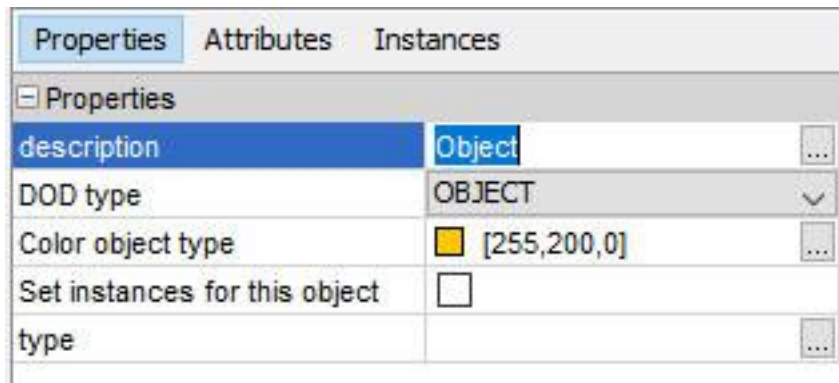 Properties Attributes Instances
Properties
description Object ...
DOD type OBJECT
Color object type [255,200,0] ...
Set instances for this object
type ...